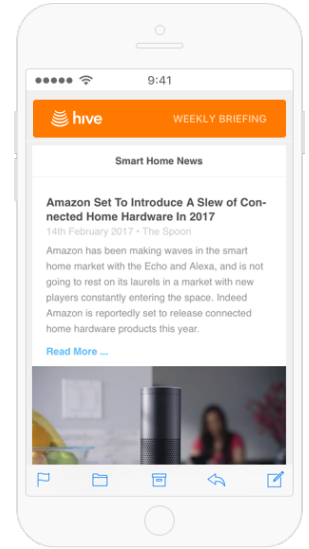 9:41
hive WEEKLY BRIEFING
Smart Home News
Amazon Set To Introduce A Slew of Con-
nected Home Hardware In 2017
14th February 2017 • The Spoon
Amazon has been making waves in the smart
home market with the Echo and Alexa, and is not
going to rest on its laurels in a market with new
players constantly entering the space. Indeed
Amazon is reportedly set to release connected
home hardware products this year.
Read More ...